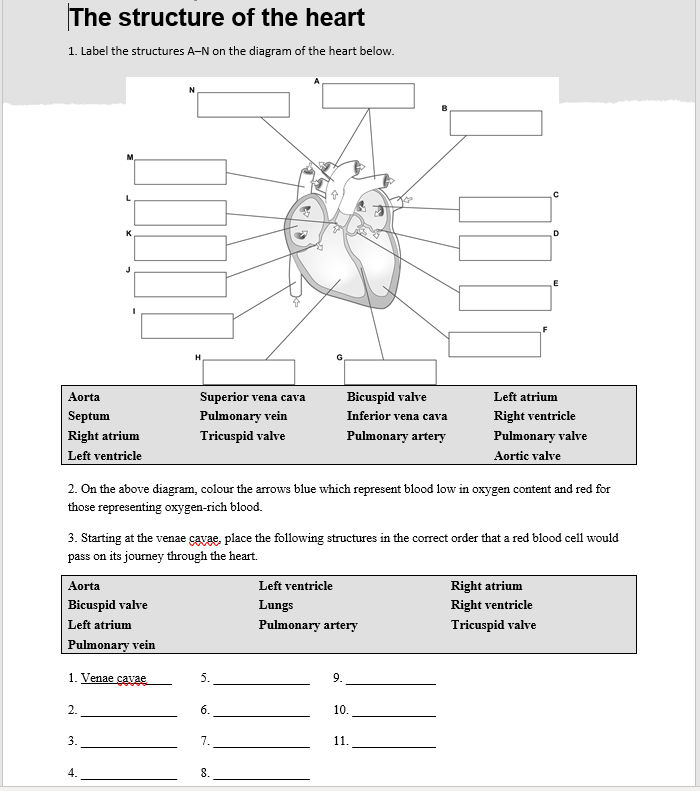 The structure of the heart
1. Label the structures A–N on the diagram of the heart below.
A
N
B
M
L
C
K
D
J
E
I
F
H
G
Aorta Superior vena cava Bicuspid valve Left atrium
Septum Pulmonary vein Inferior vena cava Right ventricle
Right atrium Tricuspid valve Pulmonary artery Pulmonary valve
Left ventricle Aortic valve
2. On the above diagram, colour the arrows blue which represent blood low in oxygen content and red for
those representing oxygen-rich blood.
3. Starting at the venae cavae, place the following structures in the correct order that a red blood cell would
pass on its journey through the heart.
Aorta Left ventricle Right atrium
Bicuspid valve Lungs Right ventricle
Left atrium Pulmonary artery Tricuspid valve
Pulmonary vein
1. Venae cavae 5. 9.
2. 6. 10.
3. 7. 11.
4. 8.